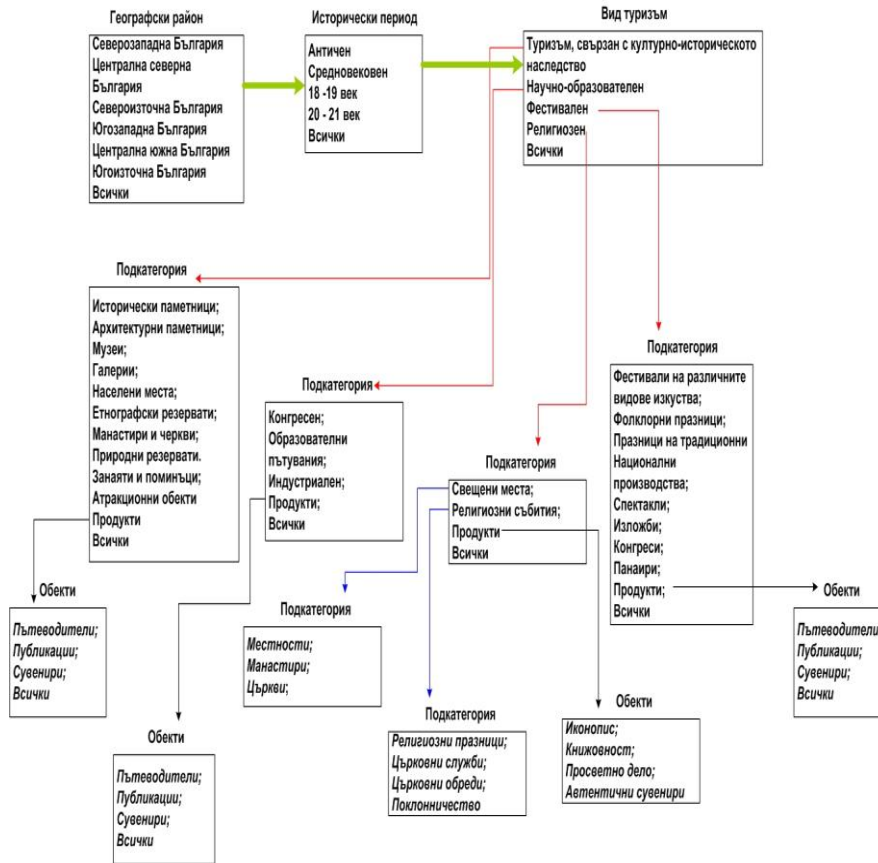 Географски район
Северозападна България
Централна северна
България
Североизточна България
Югозападна България
Централна южна България
Югоизточна България
Всички
Исторически период
Античен
Средновековен
18 -19 век
20 - 21 век
Всички
Вид туризъм
Туризъм, свързан с културно-историческото
наследство
Научно-образователен
Фестивален
Религиозен
Всички
Подкатегория
Исторически паметници;
Архитектурни паметници;
Музеи;
Галерии;
Населени места;
Етнографски резервати;
Манастири и черкви;
Природни резервати.
Занаяти и поминъци;
Атракционни обекти
Продукти
Всички
Подкатегория
Конгресен;
Образователни
пътувания;
Индустриален;
Продукти;
Всички
Подкатегория
Свещени места;
Религиозни събития;
Продукти
Всички
Подкатегория
Фестивали на различните
видове изкуства;
Фолклорни празници;
Празници на традиционни
Национални
производства;
Спектакли;
Изложби;
Конгреси;
Панаири;
Продукти;
Всички
Обекти
Пътеводители;
Публикации;
Сувенири;
Всички
Подкатегория
Местности;
Манастири;
Църкви;
Обекти
Пътеводители;
Публикации;
Сувенири;
Всички
Обекти
Пътеводители;
Публикации;
Сувенири;
Всички
Подкатегория
Религиозни празници;
Църковни служби;
Църковни обреди;
Поклонничество
Обекти
Иконопис;
Книжовност;
Просветно дело;
Автентични сувенири